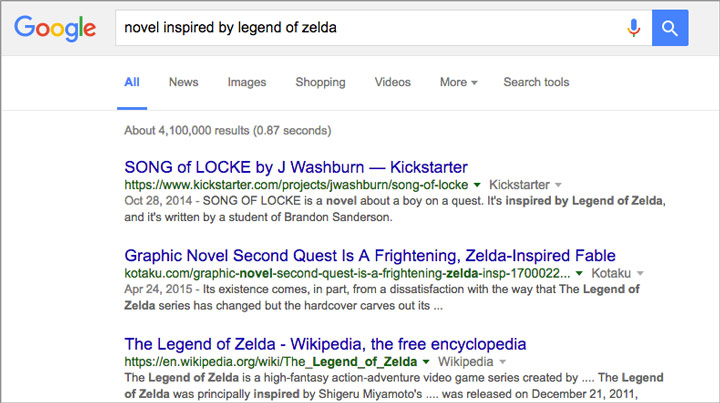 Google novel inspired by legend of zelda
All News Images Shopping Videos More Search tools
About 4,100,000 results (0.87 seconds)
SONG of LOCKE by J Washburn — Kickstarter
https://www.kickstarter.com/projects/jwashburn/song-of-locke Kickstarter
Oct 28, 2014 - SONG OF LOCKE is a novel about a boy on a quest. It's inspired by Legend of Zelda,
and it's written by a student of Brandon Sanderson.
Graphic Novel Second Quest Is A Frightening, Zelda-Inspired Fable
kotaku.com/graphic-novel-second-quest-is-a-frightening-zelda-insp-1700022... Kotaku
Apr 24, 2015 - Its existence comes, in part, from a dissatisfaction with the way that The Legend of
Zelda series has changed but the hardcover carves out its ...
The Legend of Zelda - Wikipedia, the free encyclopedia
https://en.wikipedia.org/wiki/The_Legend_of_Zelda Wikipedia
The Legend of Zelda is a high-fantasy action-adventure video game series created by .... The Legend
of Zelda was principally inspired by Shigeru Miyamoto's .... was released on December 21, 2011,